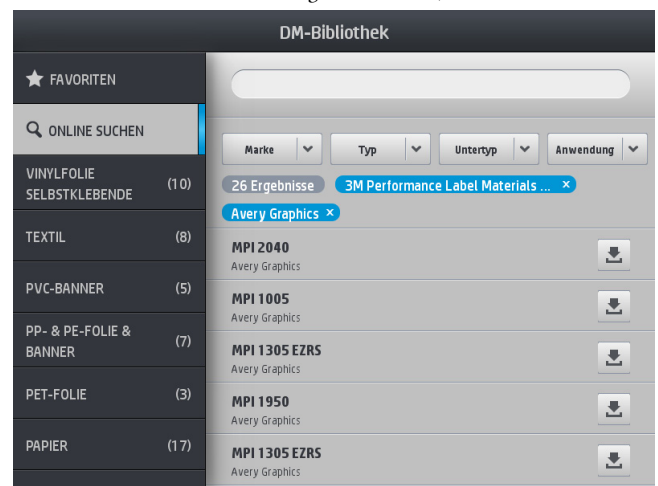 DM-Bibliothek
FAVORITEN
ONLINE SUCHEN
VINYLFOLIE
SELBSTKLEBENDE
(10)
TEXTIL (8)
PVC-BANNER (5)
PP- & PE-FOLIE &
BANNER
(7)
PET-FOLIE (3)
PAPIER (17)
Marke Typ Untertyp Anwendung
26 Ergebnisse 3M Performance Label Materials ... ×
Avery Graphics ×
MPI 2040
Avery Graphics
MPI 1005
Avery Graphics
MPI 1305 EZRS
Avery Graphics
MPI 1950
Avery Graphics
MPI 1305 EZRS
Avery Graphics